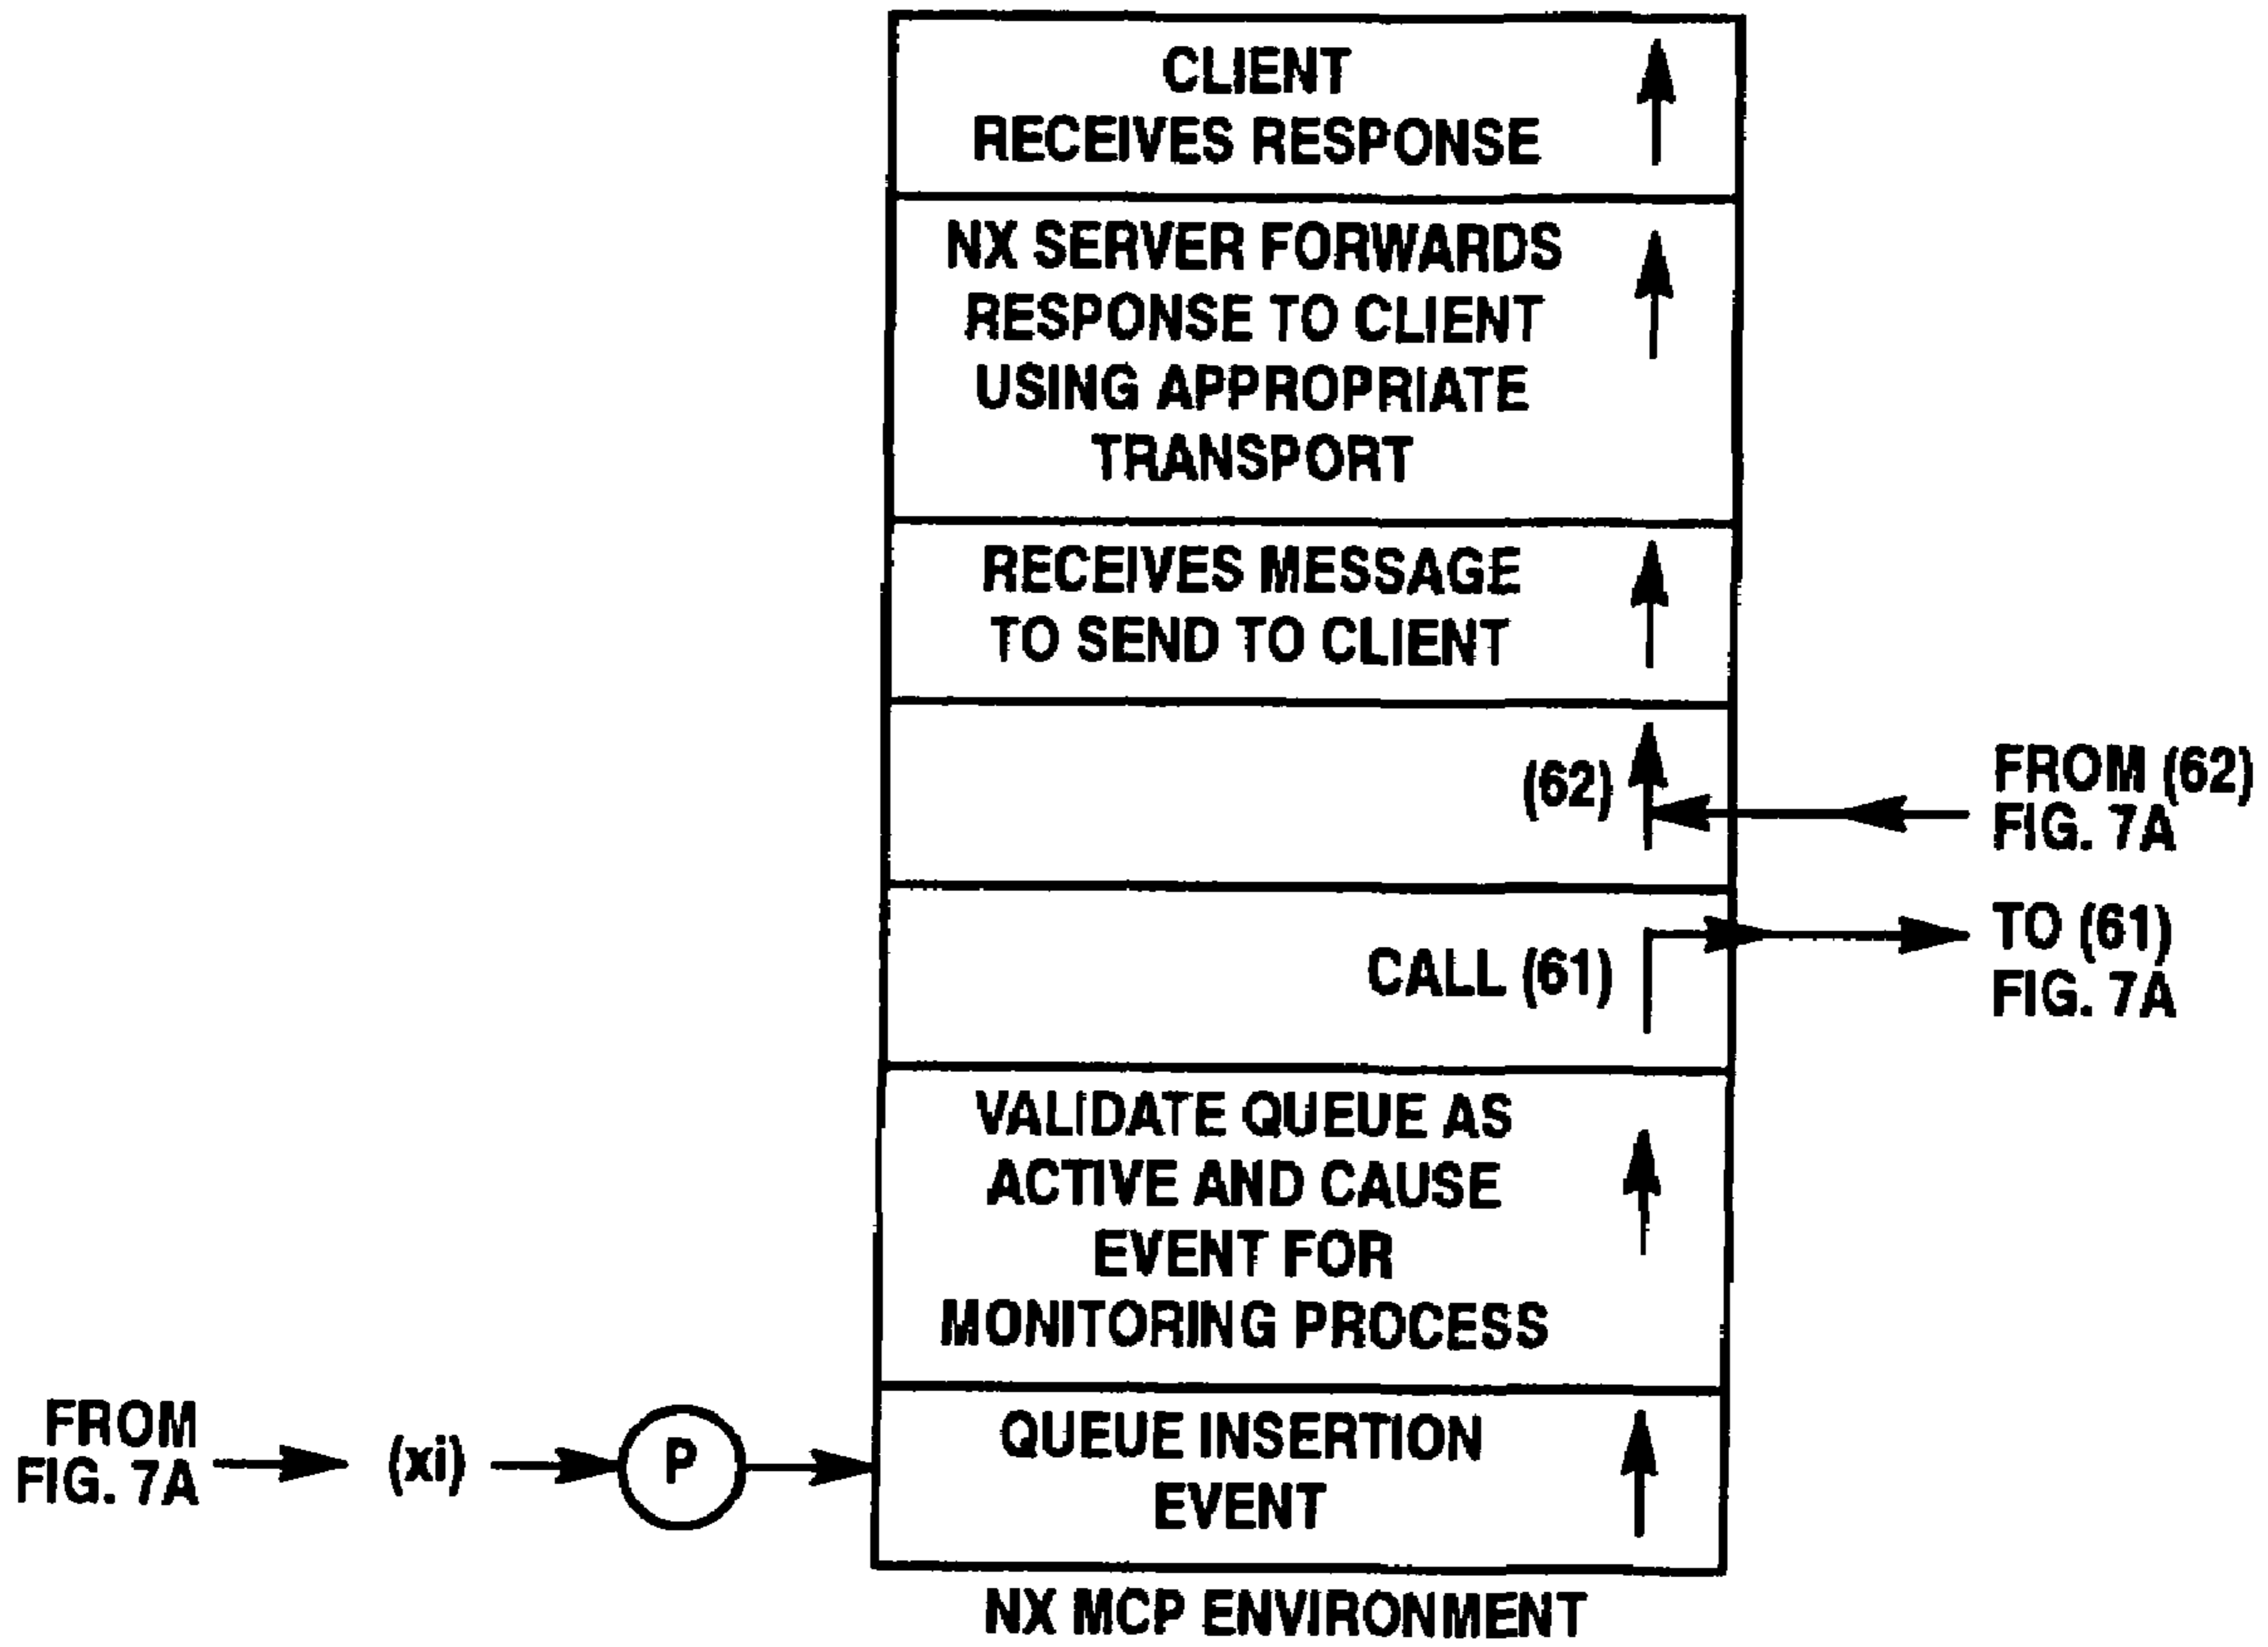 CLIENT
RECEIVES RESPONSE
NX SERVER FORWARDS
RESPONSE TO CLIENT
USING APPROPRIATE
TRANSPORT
RECEIVES MESSAGE
TO SEND TO CLIENT
(62)
FROM (62)
FIG. 7A
CALL (61)
TO (61)
FIG. 7A
VALIDATE QUEUE AS
ACTIVE AND CAUSE
EVENT FOR
MONITORING PROCESS
FROM
FIG. 7A
(xi)
P
QUEUE INSERTION
EVENT
NX MCP ENVIRONMENT